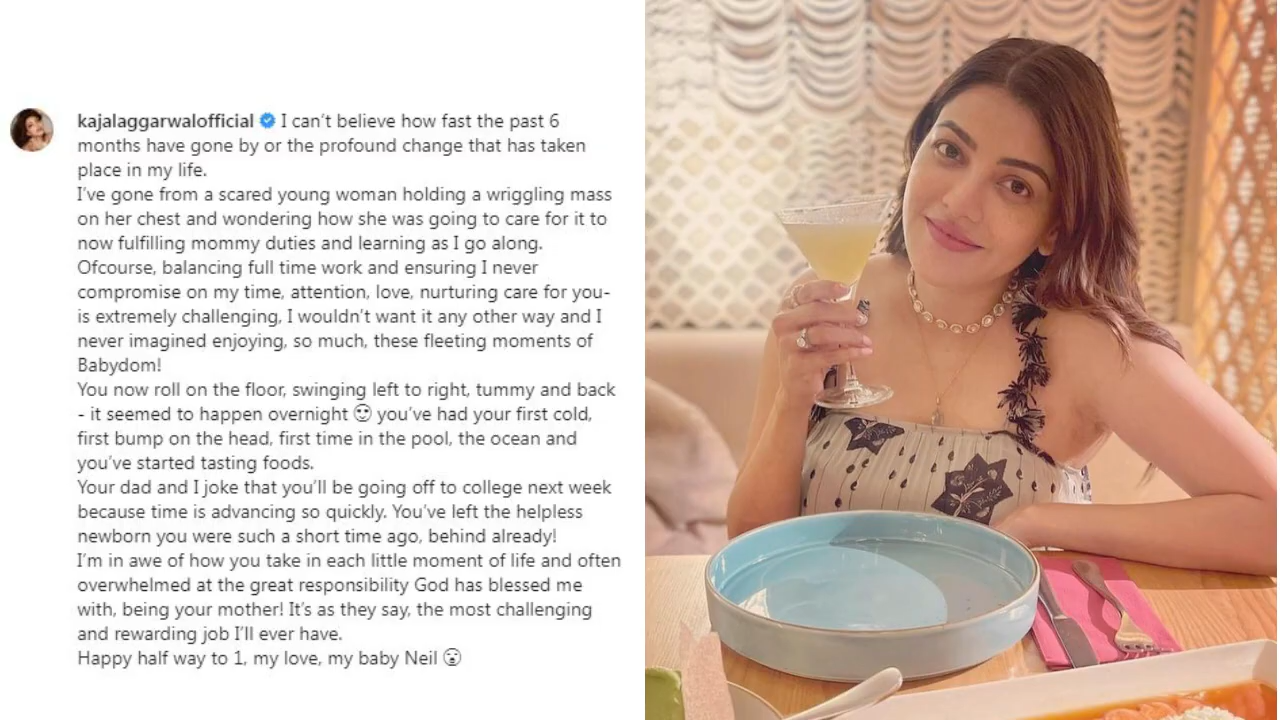 kajalaggarwalofficial I can't believe how fast the past 6
months have gone by or the profound change that has taken
place in my life.
I've gone from a scared young woman holding a wriggling mass
on her chest and wondering how she was going to care for it to
now fulfilling mommy duties and learning as I go along.
Ofcourse, balancing full time work and ensuring I never
compromise on my time, attention, love, nurturing care for you-
is extremely challenging, I wouldn't want it any other way and I
never imagined enjoying, so much, these fleeting moments of
Babydom!
You now roll on the floor, swinging left to right, tummy and back
- it seemed to happen overnight 😍 you've had your first cold,
first bump on the head, first time in the pool, the ocean and
you've started tasting foods.
Your dad and I joke that you'll be going off to college next week
because time is advancing so quickly. You've left the helpless
newborn you were such a short time ago, behind already!
I'm in awe of how you take in each little moment of life and often
overwhelmed at the great responsibility God has blessed me
with, being your mother! It's as they say, the most challenging
and rewarding job I'll ever have.
Happy half way to 1, my love, my baby Neil 😘